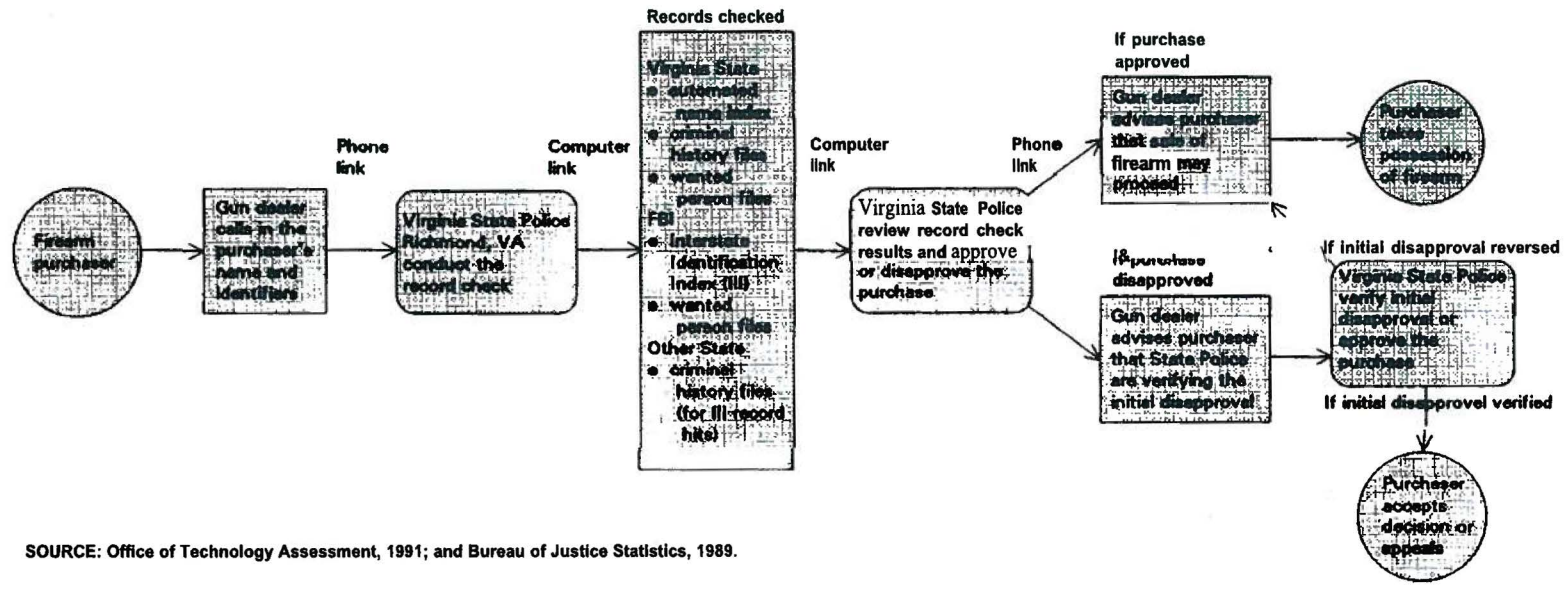 Records checked
Virginia State
• automated
name index
• criminal
history files
• wanted
person files
FBI
• Interstate
Identification
Index (III)
• wanted
person files
Other State
• criminal
history files
(for III record
hits)
Firearm
purchaser
Gun dealer
calls in the
purchaser's
name and
identifiers
Phone
link
Virginia State Police
Richmond, VA
conduct the
record check
Computer
link
Computer
link
Virginia State Police
review record check
results and approve
or disapprove the
purchase
Phone
link
If purchase
approved
Gun dealer
advises purchaser
that sale of
firearm may
proceed
Purchaser
takes
possession
of firearm
If purchase
disapproved
Gun dealer
advises purchaser
that State Police
are verifying the
initial disapproval
If initial disapproval reversed
Virginia State Police
verify initial
disapproval or
approve the
purchase
If initial disapproval verified
Purchaser
accepts
decision or
appeals
SOURCE: Office of Technology Assessment, 1991; and Bureau of Justice Statistics, 1989.